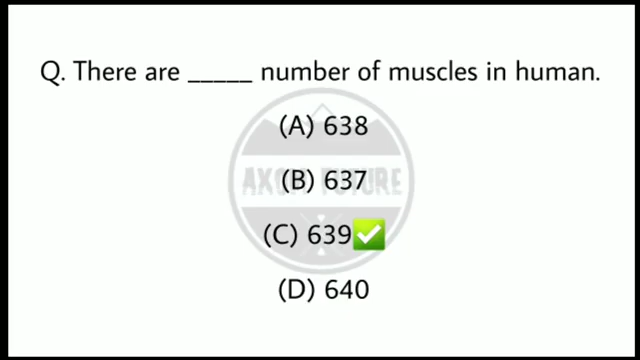 Q. There are _____ number of muscles in human.
(A) 638
(B) 637
(C) 639✅
(D) 640